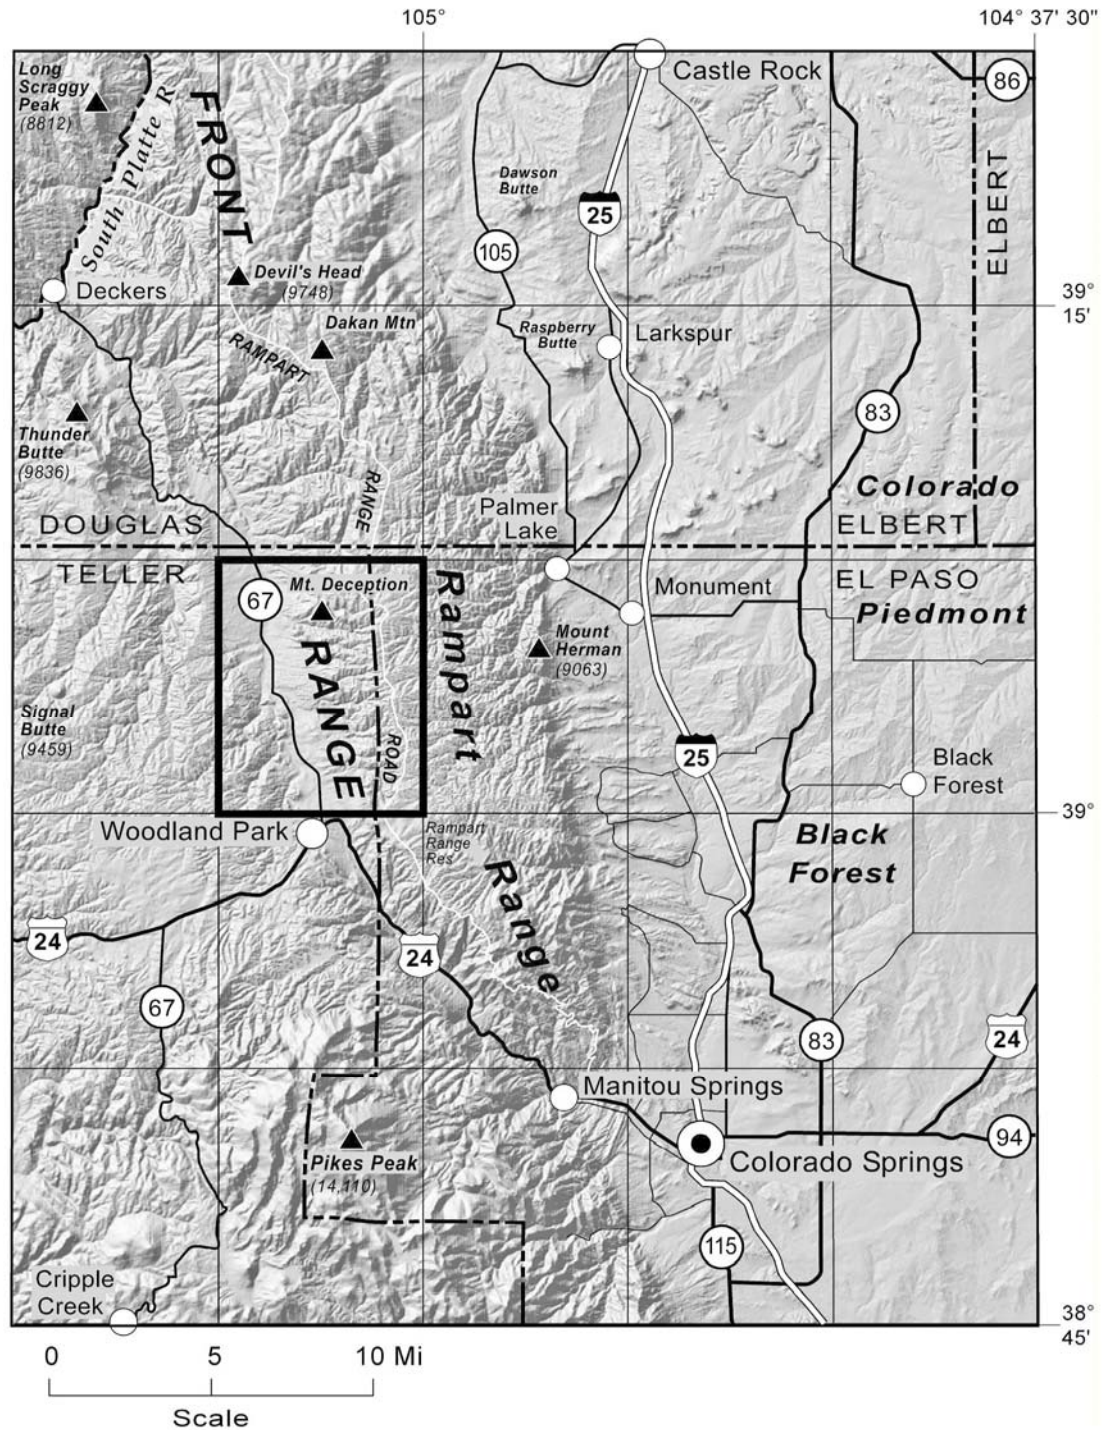 105°
104° 37' 30"
Long
Scraggy
Peak
(8812)
South Platte R
FRONT
Castle Rock
86
Dawson
Butte
25
ELBERT
105
Devil's Head
(9748)
Deckers
39°
15'
Dakan Mtn
RAMPART
Raspberry
Butte
Larkspur
83
Thunder
Butte
(9836)
RANGE
Palmer
Lake
Colorado
DOUGLAS
ELBERT
TELLER
EL PASO
67
Mt. Deception
Rampart
Monument
Piedmont
Mount
Herman
(9063)
RANGE
Signal
Butte
(9459)
ROAD
25
Black
Forest
39°
Woodland Park
Rampart
Range
Res
Black
Forest
Range
24
24
67
83
24
Manitou Springs
94
Pikes Peak
(14,110)
Colorado Springs
115
Cripple
Creek
38°
45'
0 5 10 Mi
Scale